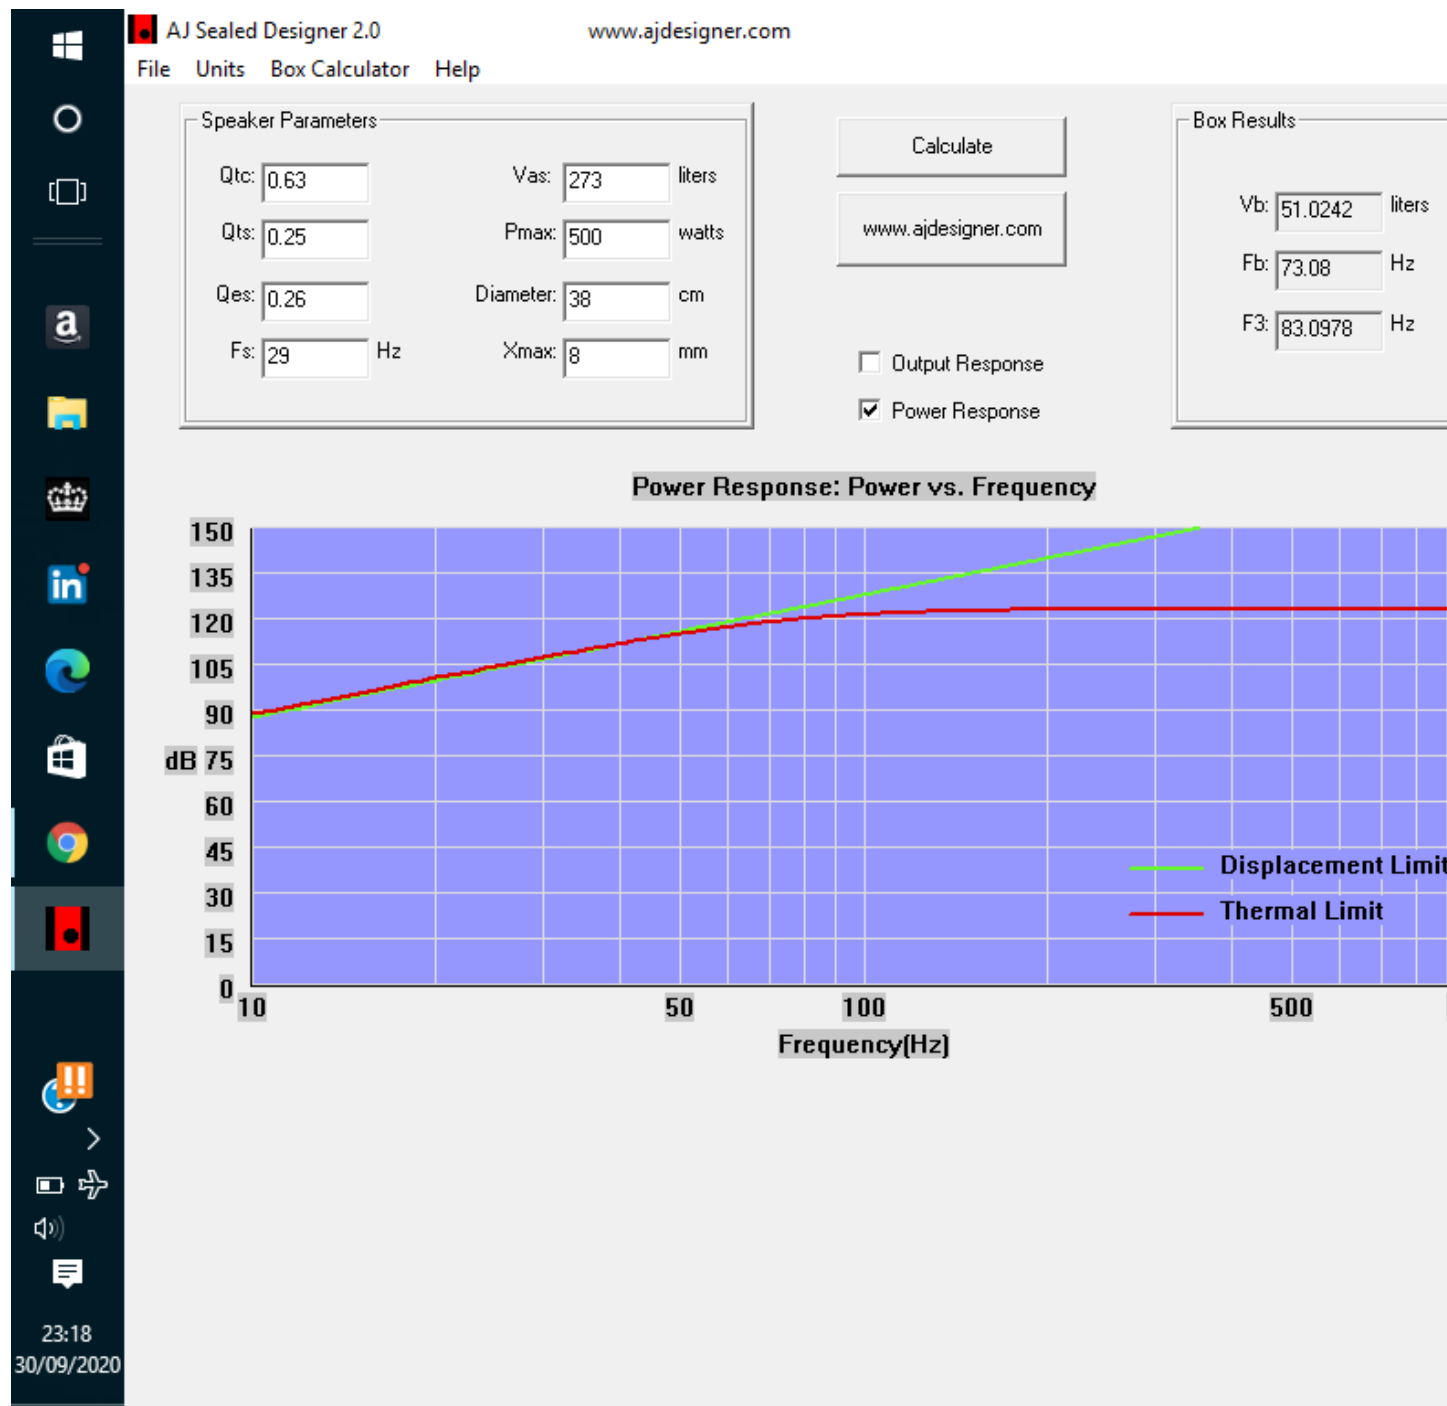 AJ Sealed Designer 2.0 www.ajdesigner.com
File Units Box Calculator Help
Speaker Parameters
Qtc: 0.63 Vas: 273 liters
Qts: 0.25 Pmax: 500 watts
Qes: 0.26 Diameter: 38 cm
Fs: 29 Hz Xmax: 8 mm
Calculate
www.ajdesigner.com
Output Response
Power Response
Box Results
Vb: 51.0242 liters
Fb: 73.08 Hz
F3: 83.0978 Hz
Power Response: Power vs. Frequency
150
135
120
105
90
dB 75
60
45
30
15
0
10 50 100 500
Frequency(Hz)
Displacement Limit
Thermal Limit
a
in
23:18
30/09/2020